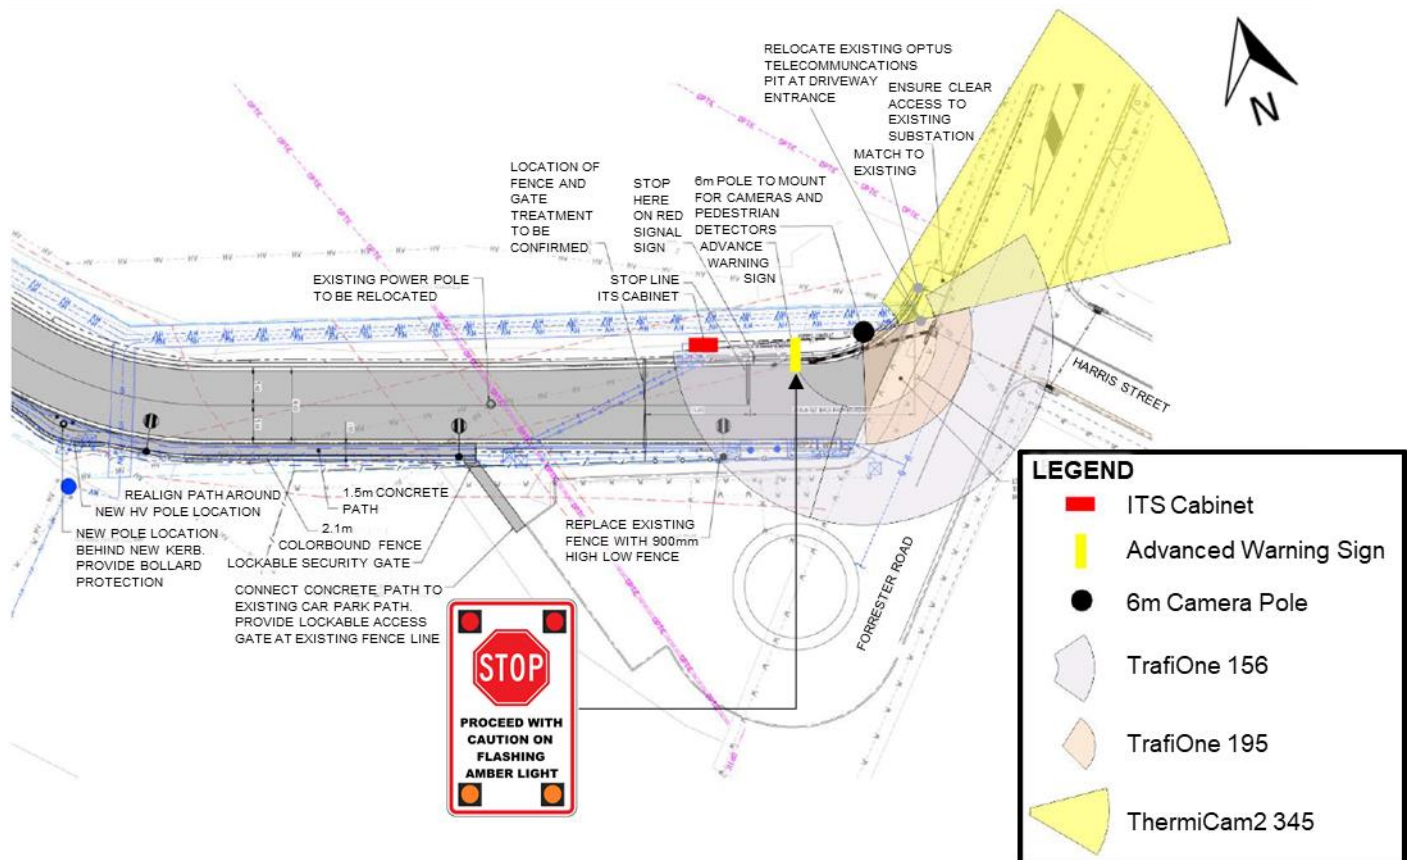 RELOCATE EXISTING OPTUS
TELECOMMUNCATIONS
PIT AT DRIVEWAY
ENTRANCE
ENSURE CLEAR
ACCESS TO
EXISTING
SUBSTATION
MATCH TO
EXISTING
N
LOCATION OF
FENCE AND
GATE
TREATMENT
TO BE
CONFIRMED
STOP
HERE
ON RED
SIGNAL
SIGN
6m POLE TO MOUNT
FOR CAMERAS AND
PEDESTRIAN
DETECTORS
ADVANCE
WARNING
SIGN
STOP LINE
ITS CABINET
EXISTING POWER POLE
TO BE RELOCATED
HARRIS STREET
FORRESTER ROAD
REALIGN PATH AROUND
NEW HV POLE LOCATION
NEW POLE LOCATION
BEHIND NEW KERB.
PROVIDE BOLLARD
PROTECTION
1.5m CONCRETE
PATH
2.1m
COLORBOUND FENCE
LOCKABLE SECURITY GATE
CONNECT CONCRETE PATH TO
EXISTING CAR PARK PATH.
PROVIDE LOCKABLE ACCESS
GATE AT EXISTING FENCE LINE
REPLACE EXISTING
FENCE WITH 900mm
HIGH LOW FENCE
STOP
PROCEED WITH
CAUTION ON
FLASHING
AMBER LIGHT
LEGEND
ITS Cabinet
Advanced Warning Sign
6m Camera Pole
TrafiOne 156
TrafiOne 195
ThermiCam2 345